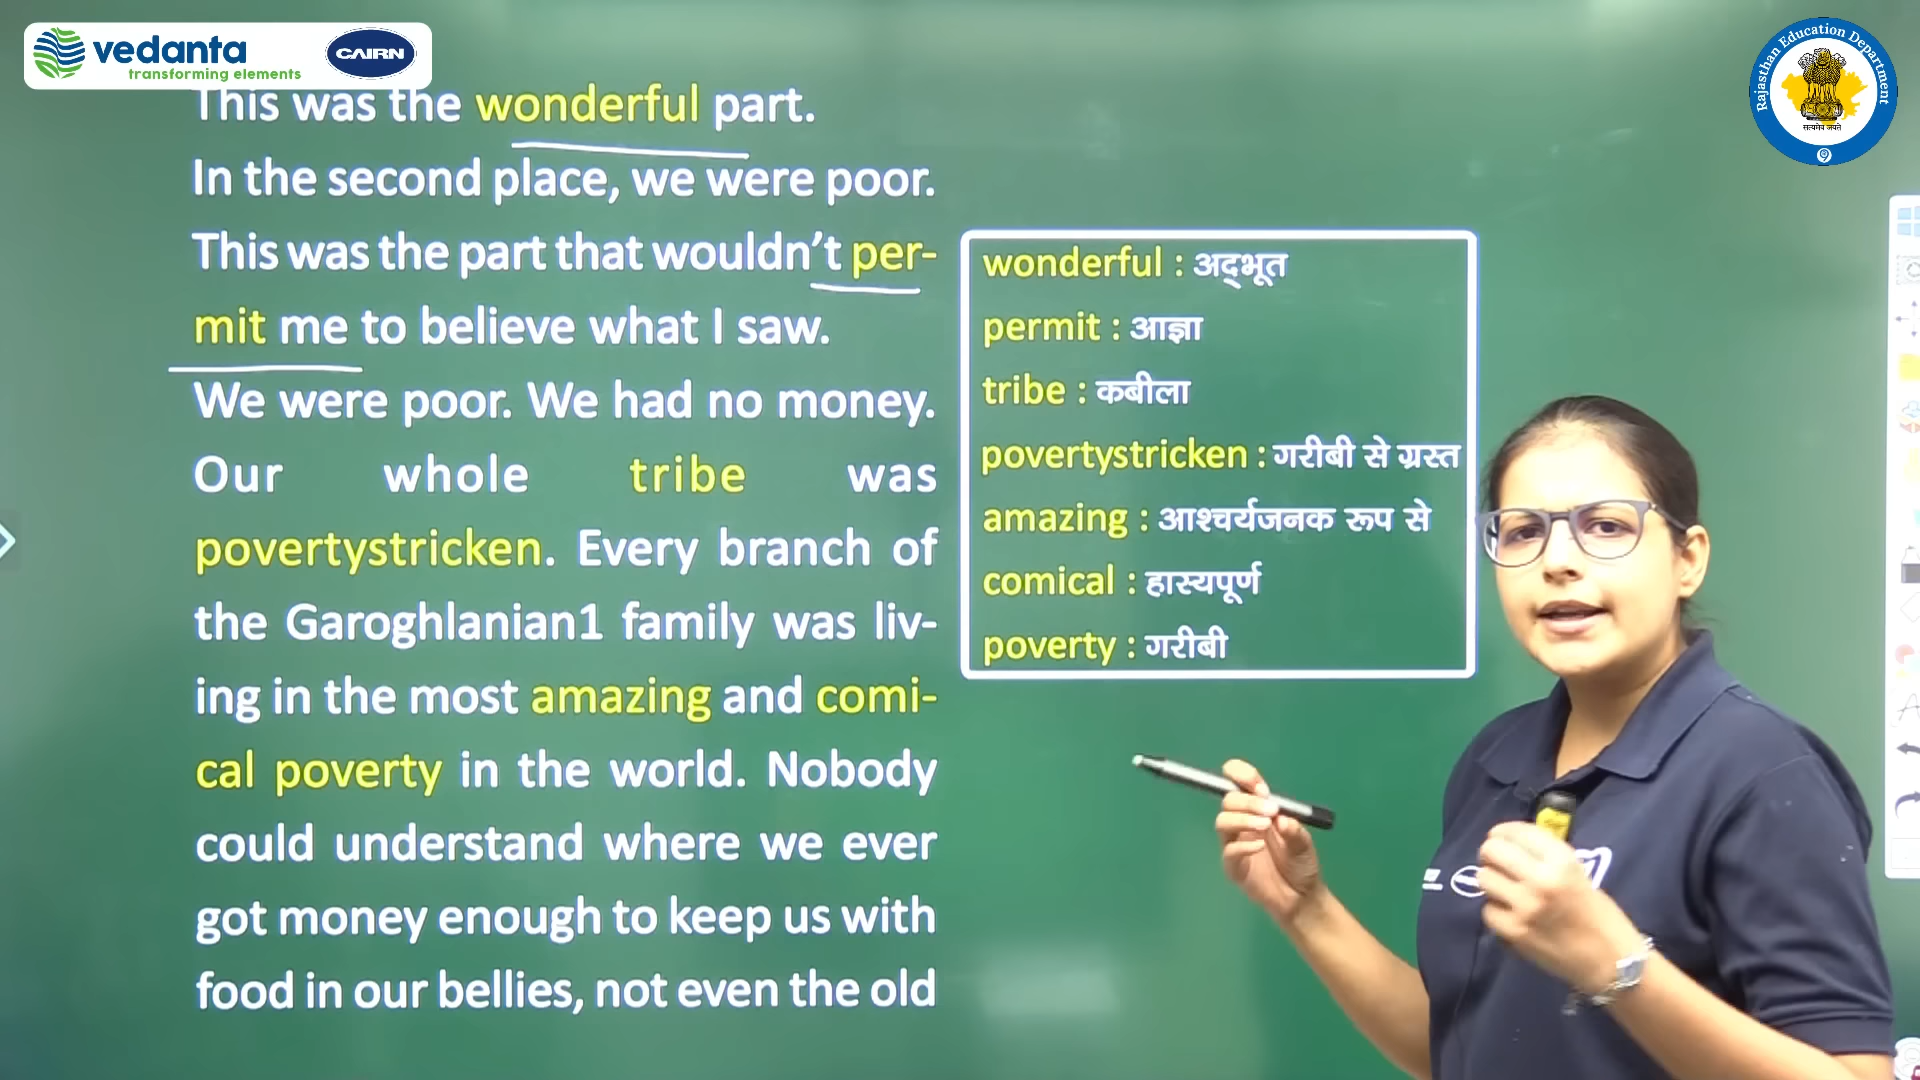 vedanta
transforming elements
CAIRN
Rajasthan Education Department
सत्यमेव जयते
This was the wonderful part.
In the second place, we were poor.
This was the part that wouldn't per-
mit me to believe what I saw.
We were poor. We had no money.
Our whole tribe was
povertystricken. Every branch of
the Garoghlanian1 family was liv-
ing in the most amazing and comi-
cal poverty in the world. Nobody
could understand where we ever
got money enough to keep us with
food in our bellies, not even the old
wonderful : अद्‌भूत
permit : आज्ञा
tribe : कबीला
povertystricken : गरीबी से ग्रस्त
amazing : आश्चर्यजनक रूप से
comical : हास्यपूर्ण
poverty : गरीबी